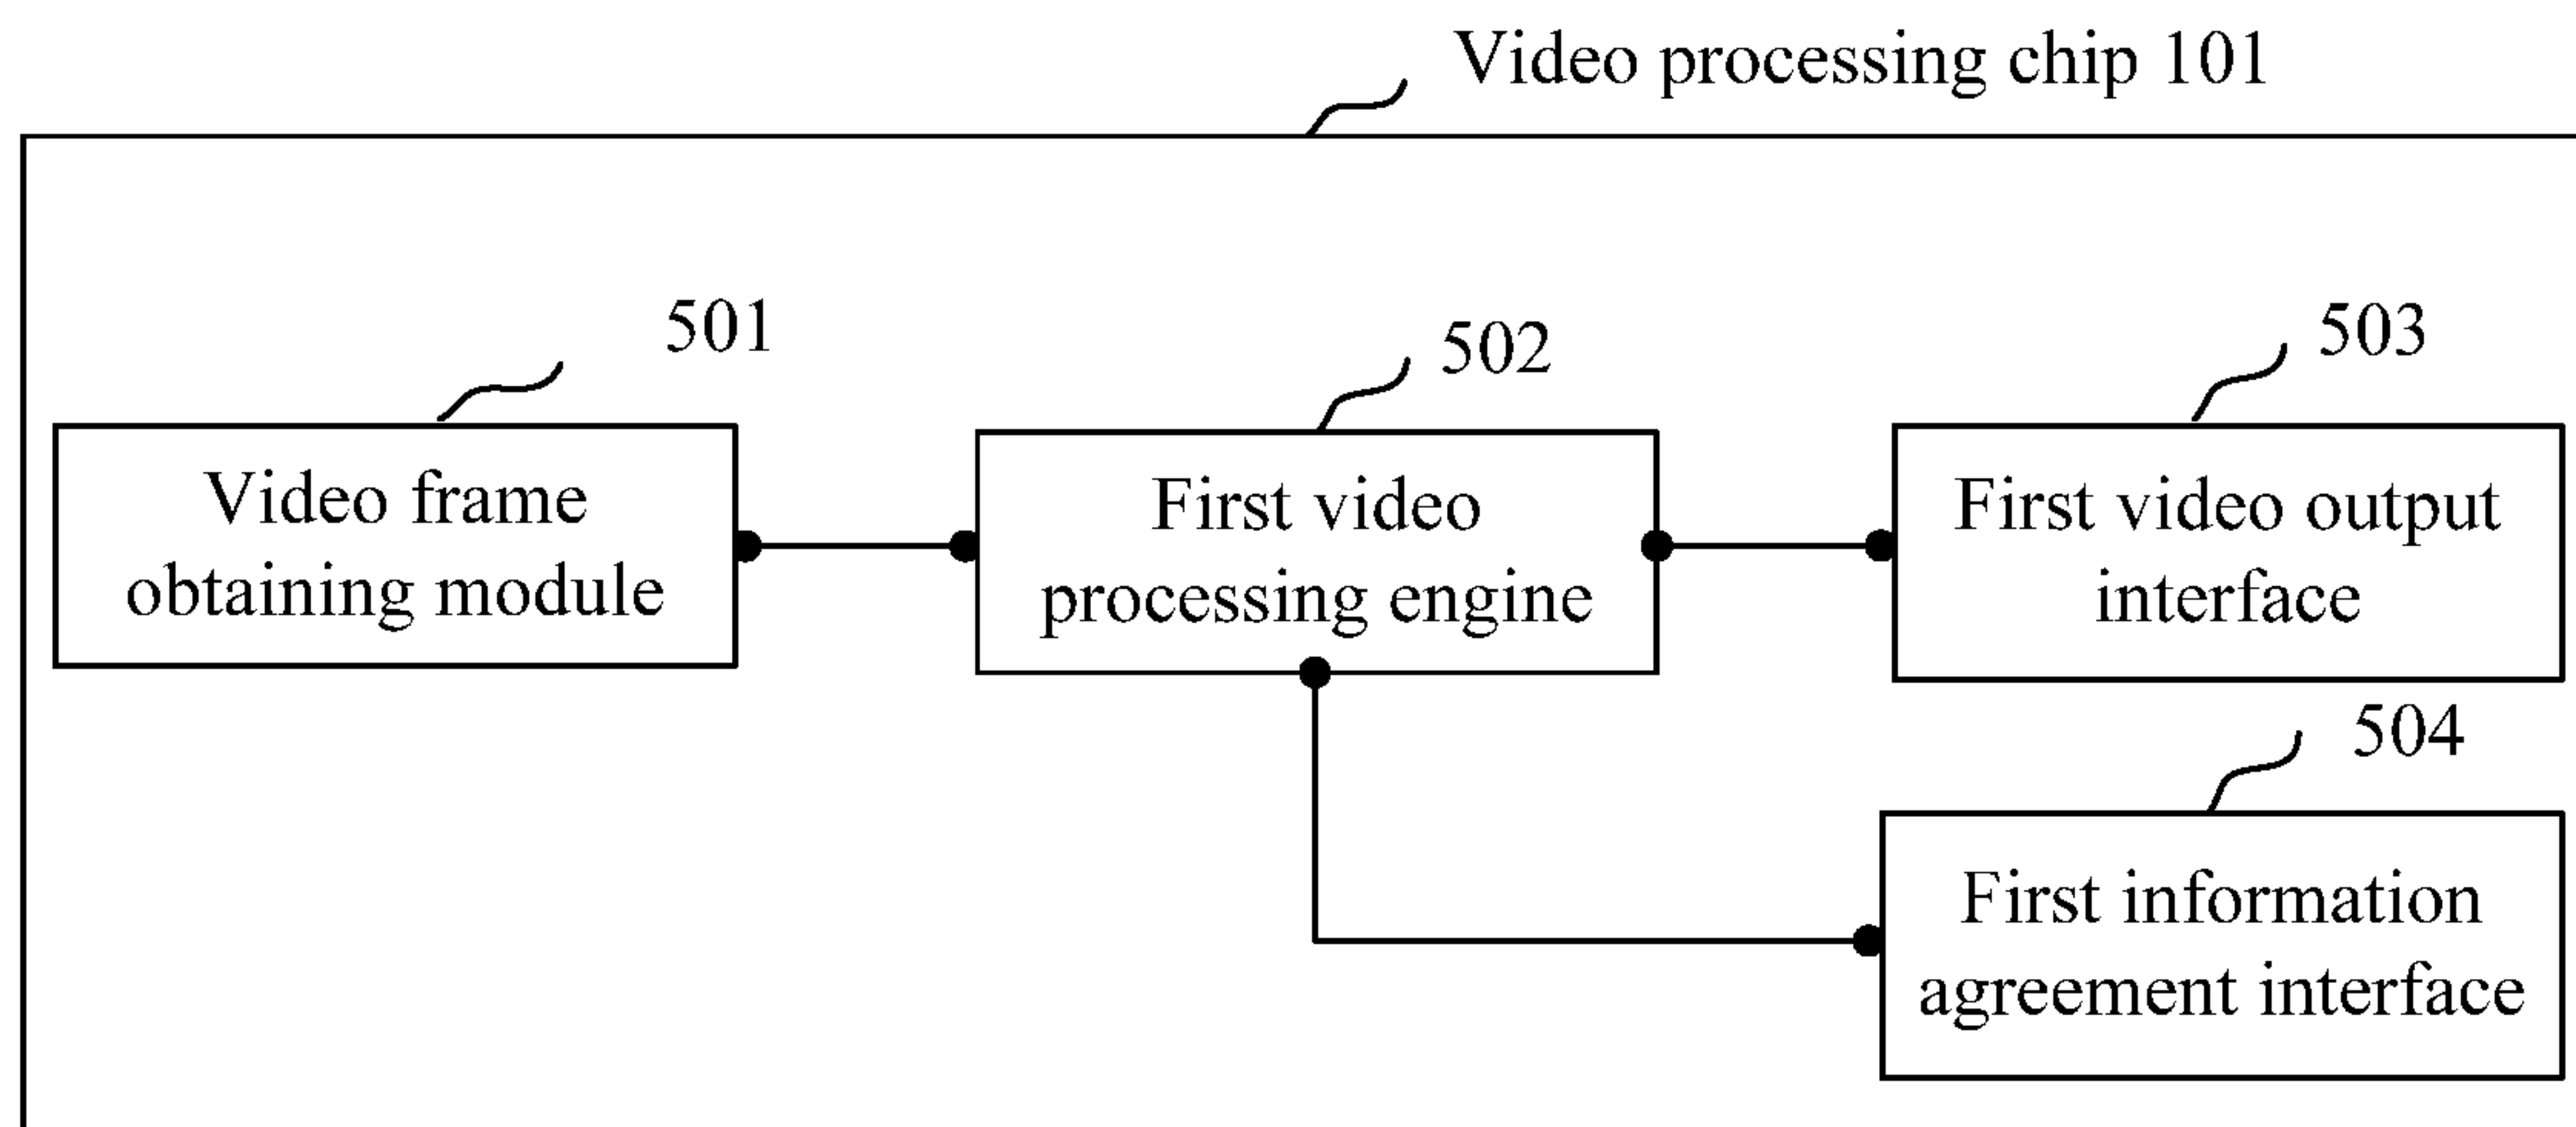 Video processing chip 101
501
502
503
Video frame
obtaining module
First video
processing engine
First video output
interface
504
First information
agreement interface